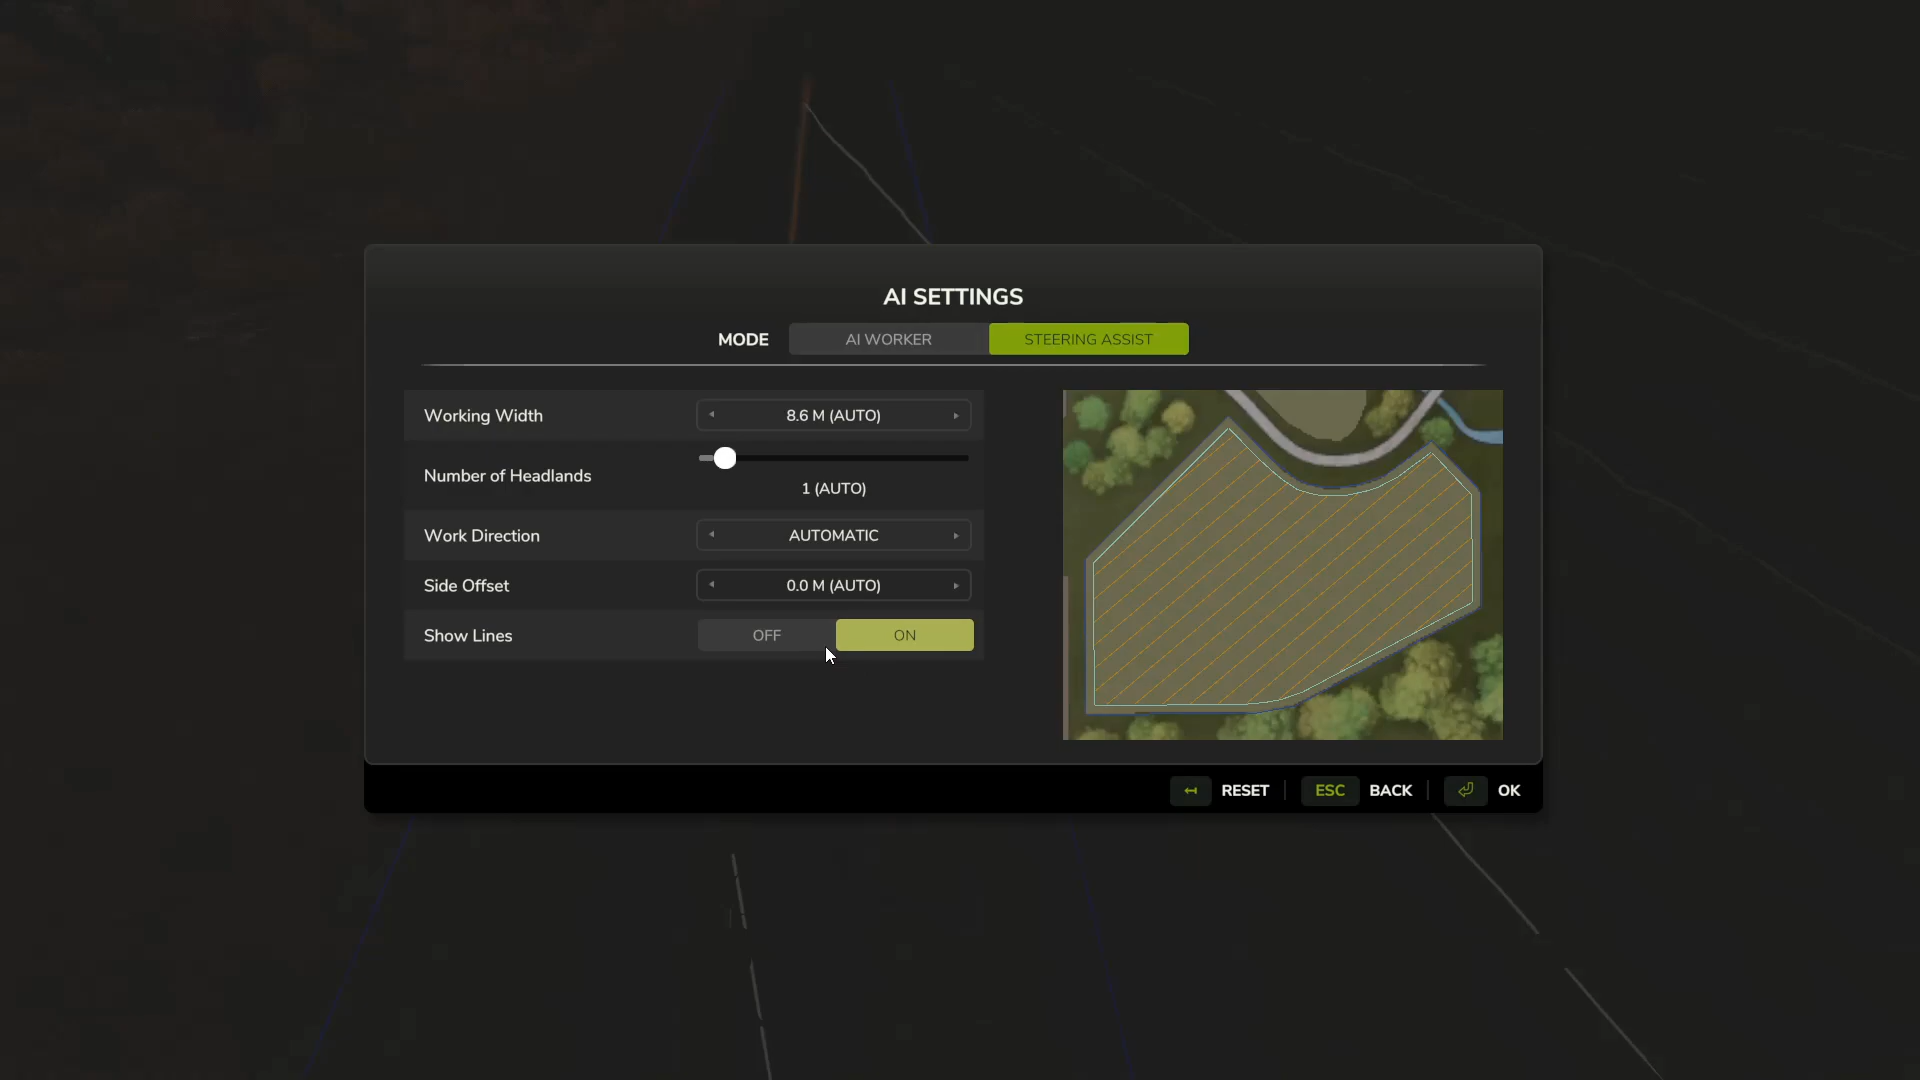 AI SETTINGS
MODE AI WORKER STEERING ASSIST
Working Width 8.6 M (AUTO)
Number of Headlands 1 (AUTO)
Work Direction AUTOMATIC
Side Offset 0.0 M (AUTO)
Show Lines OFF ON
RESET ESC BACK OK